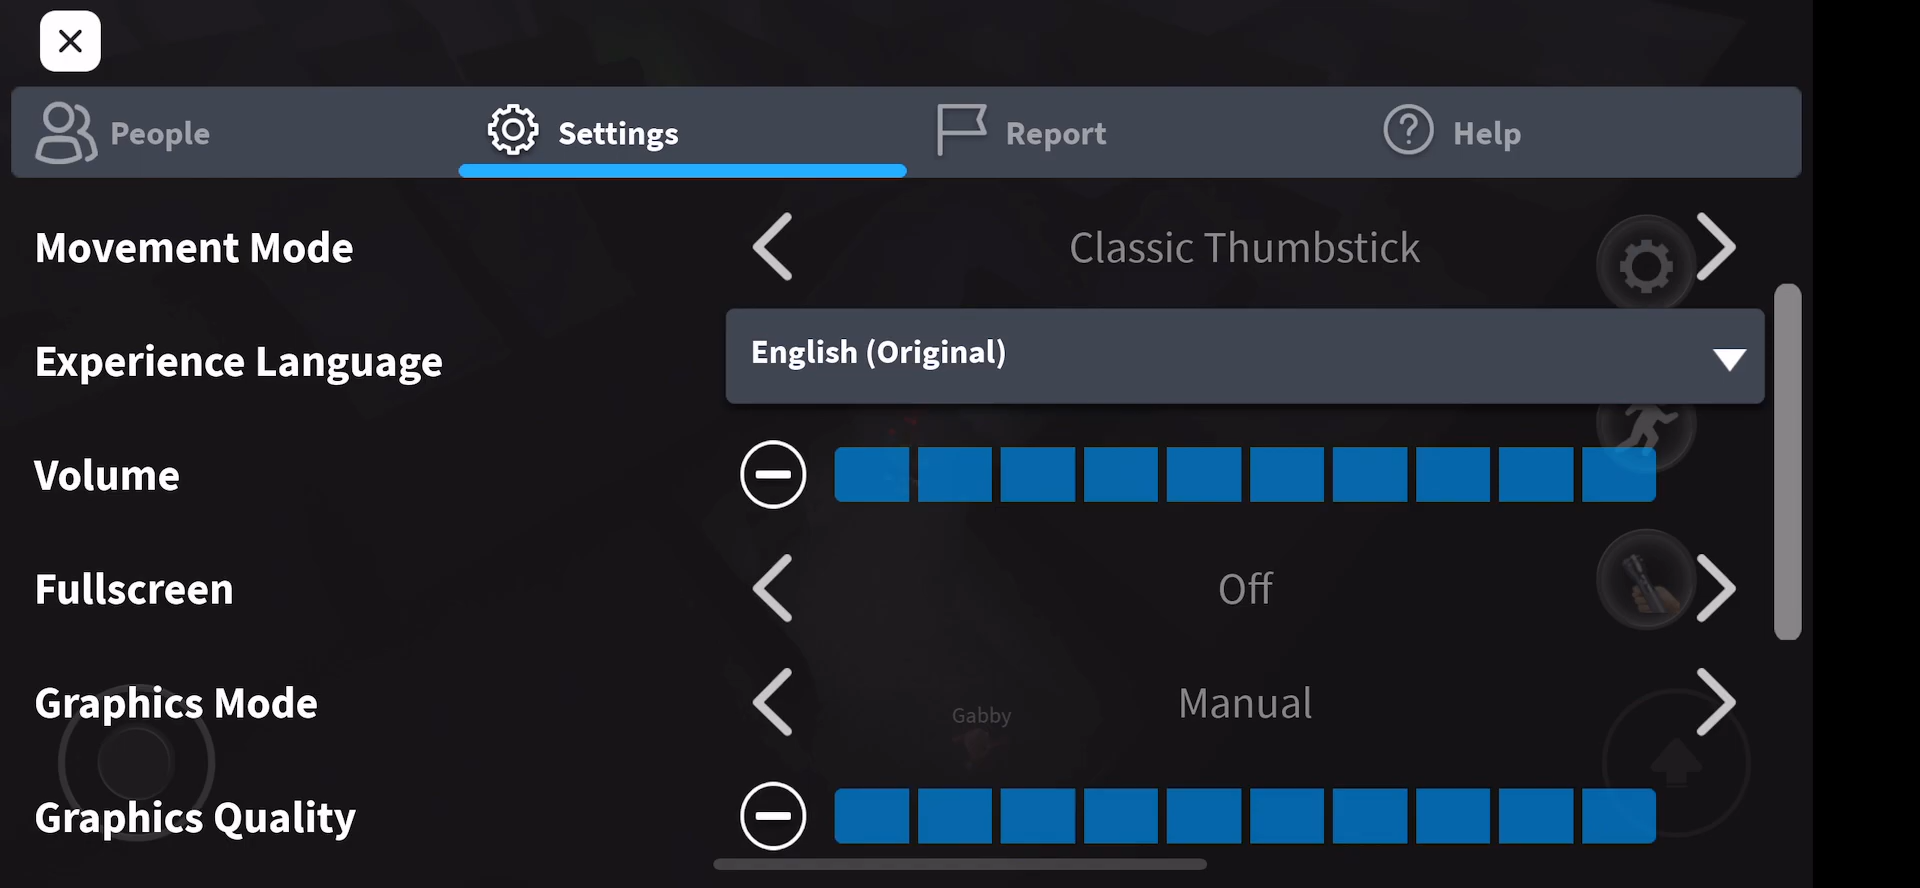 People
Settings
Report
Help
Movement Mode
Classic Thumbstick
Experience Language
English (Original)
Volume
Fullscreen
Off
Graphics Mode
Manual
Gabby
Graphics Quality